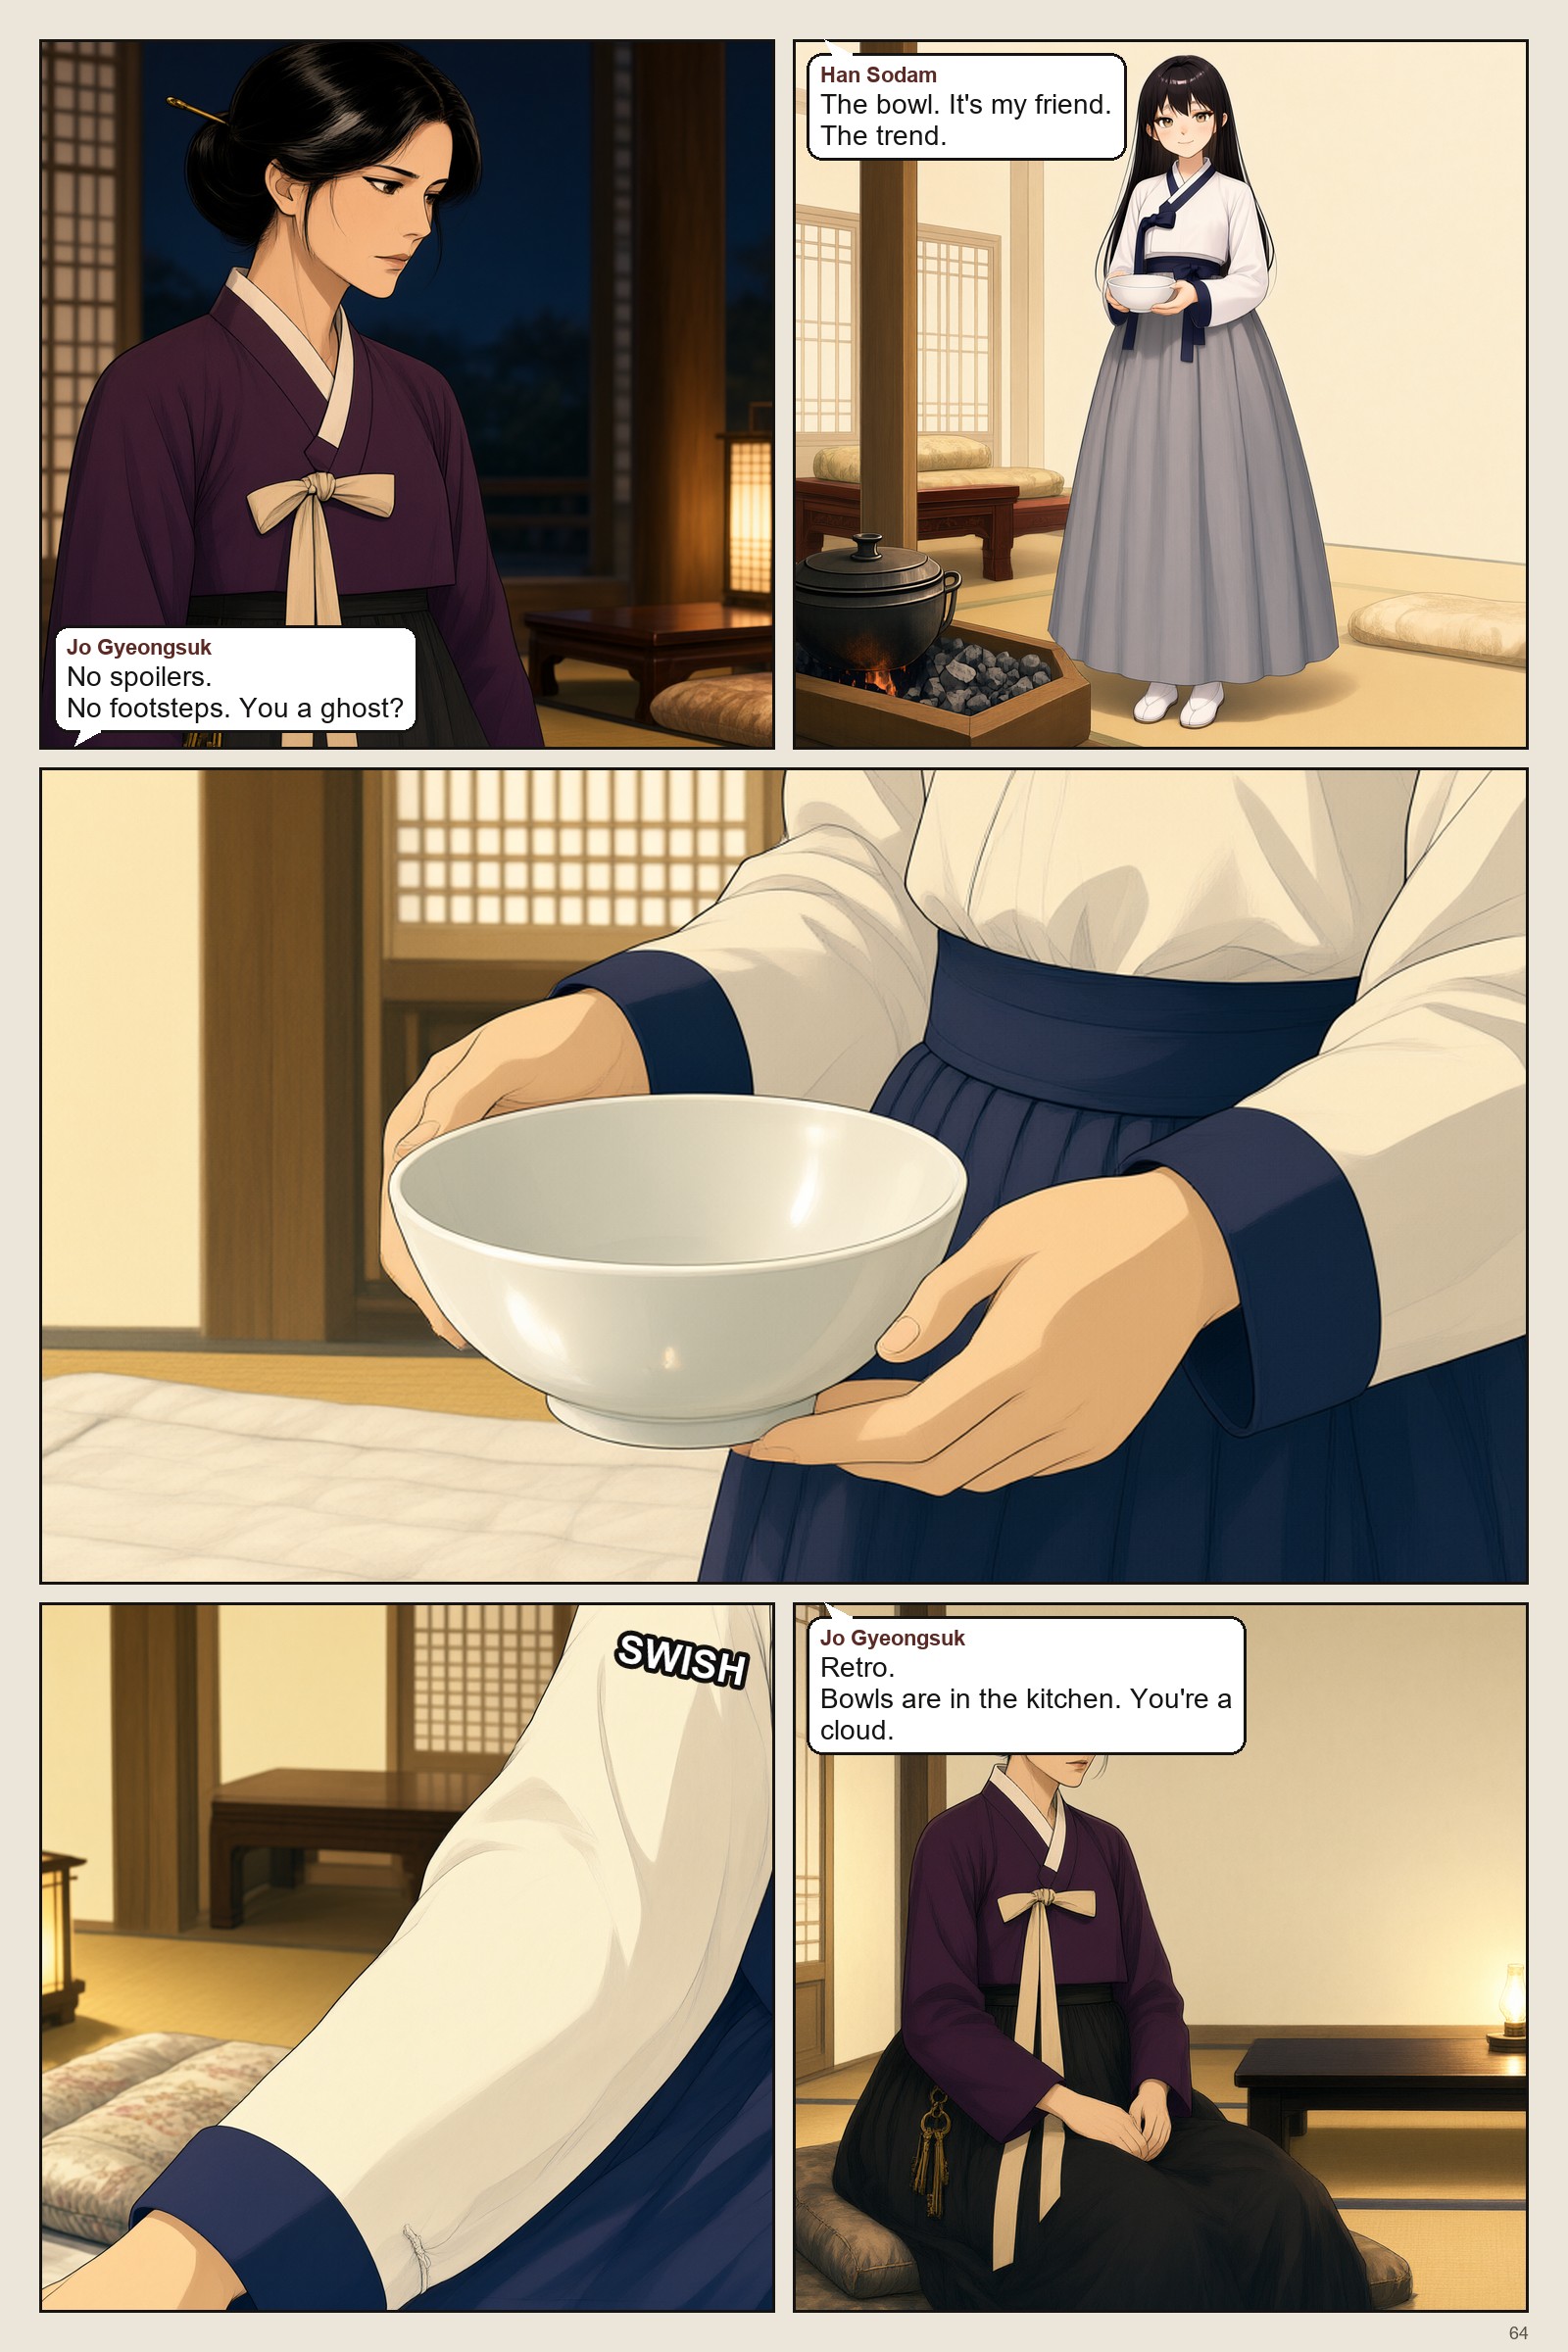 Jo Gyeongsuk
No spoilers.
No footsteps. You a ghost?
Han Sodam
The bowl. It's my friend.
The trend.
SWISH
Jo Gyeongsuk
Retro.
Bowls are in the kitchen. You're a
cloud.
64